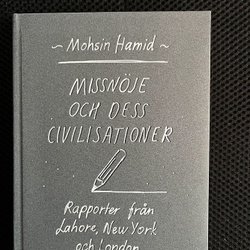 ~ Mohsin Hamid ~
MISSNÖJE
OCH DESS
CIVILISATIONER
Rapporter från
Lahore, New York
och London